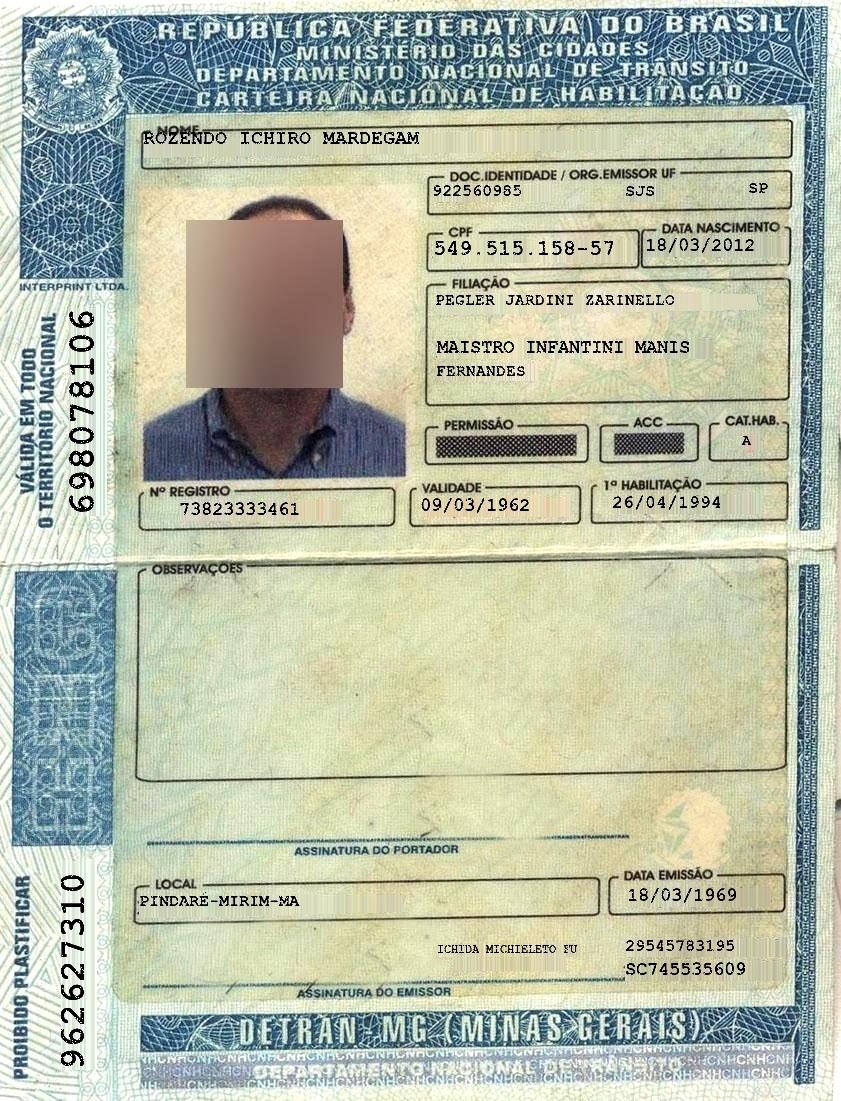 REPÚBLICA FEDERATIVA DO BRASIL
MINISTÉRIO DAS CIDADES
DEPARTAMENTO NACIONAL DE TRÂNSITO
CARTEIRA NACIONAL DE HABILITAÇÃO
NOME
ROZENDO ICHIRO MARDEGAM
DOC.IDENTIDADE / ORG.EMISSOR UF
922560985 SJS SP
CPF DATA NASCIMENTO
549.515.158-57 18/03/2012
FILIAÇÃO
PEGLER JARDINI ZARINELLO
MAISTRO INFANTINI MANIS
FERNANDES
PERMISSÃO ACC CAT.HAB.
A
Nº REGISTRO VALIDADE 1ª HABILITAÇÃO
73823333461 09/03/1962 26/04/1994
INTERPRINT LTDA.
VÁLIDA EM TODO
O TERRITÓRIO NACIONAL
698078106
OBSERVAÇÕES
ASSINATURA DO PORTADOR
LOCAL DATA EMISSÃO
PINDARÉ-MIRIM-MA 18/03/1969
ICHIDA MICHIELETO FU 29545783195
SC745535609
ASSINATURA DO EMISSOR
PROIBIDO PLASTIFICAR
962627310
DETRAN MG (MINAS GERAIS)
DEPARTAMENTO NACIONAL DE TRÂNSITO